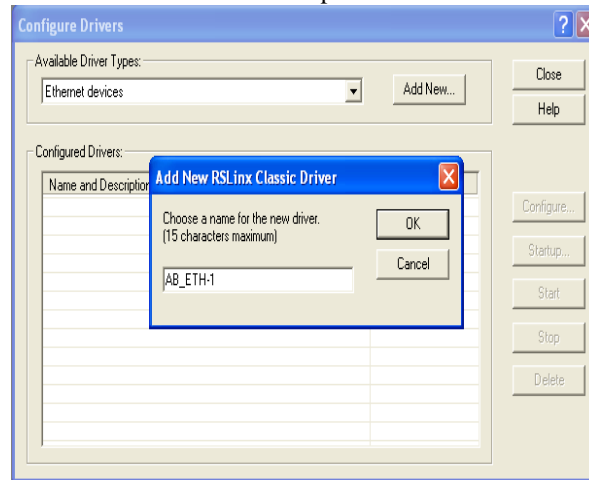 Configure Drivers
Available Driver Types:
Ethernet devices
Add New...
Close
Help
Configured Drivers:
Name and Description
Add New RSLinx Classic Driver
Choose a name for the new driver.
(15 characters maximum)
AB_ETH-1
OK
Cancel
Configure...
Startup...
Start
Stop
Delete